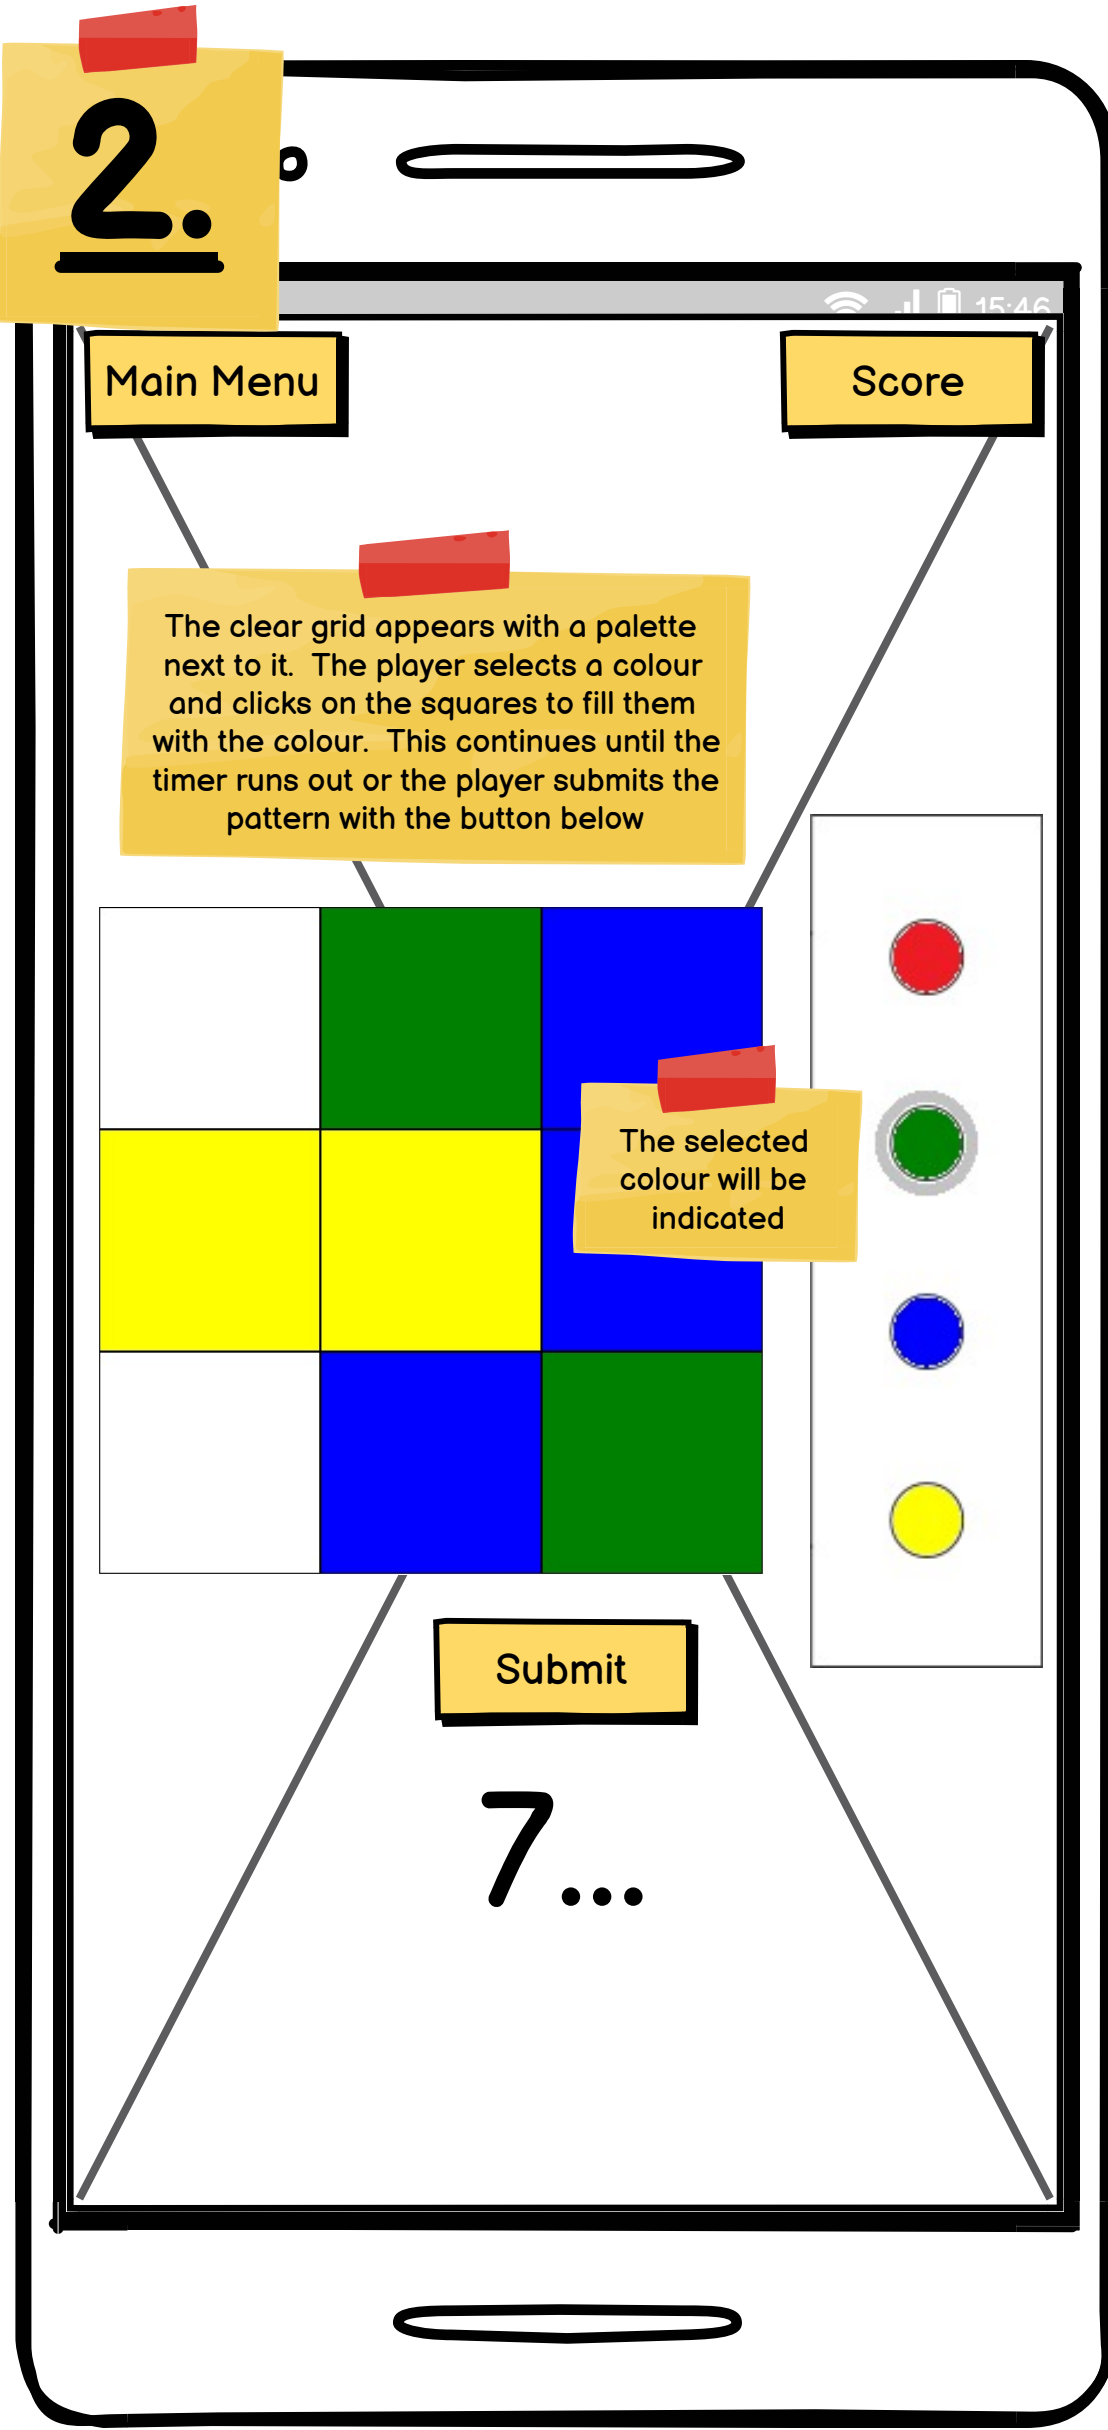 2.
15:46
Main Menu
Score
The clear grid appears with a palette
next to it.  The player selects a colour
and clicks on the squares to fill them
with the colour.  This continues until the
timer runs out or the player submits the
pattern with the button below
The selected
colour will be
indicated
Submit
7...